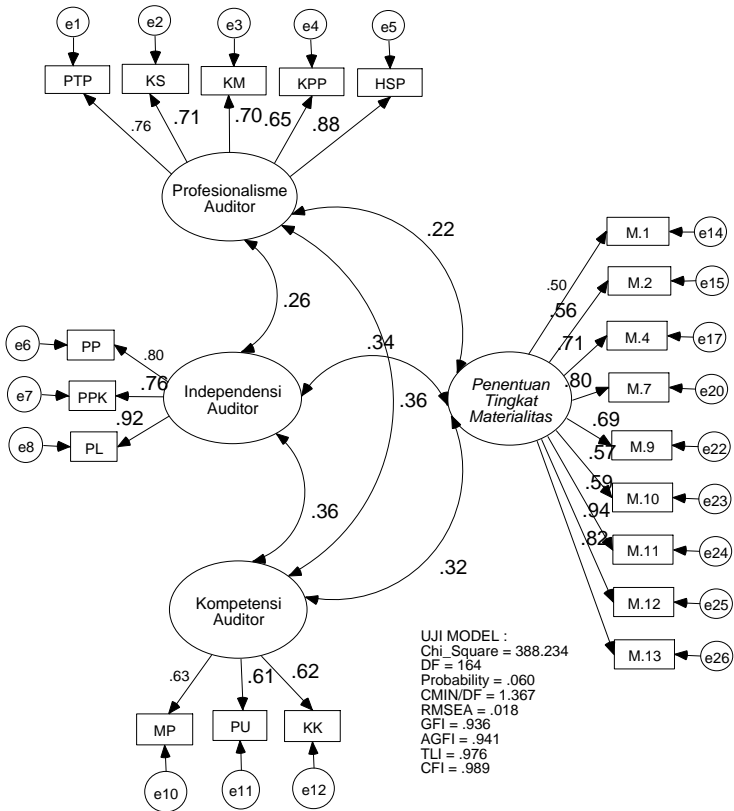 e1
e2
e3
e4
e5
PTP
KS
KM
KPP
HSP
.76
.71
.70
.65
.88
Profesionalisme
Auditor
.22
.26
.34
.36
e6
PP
.80
e7
PPK
.76
e8
PL
.92
Independensi
Auditor
Penentuan
Tingkat
Materialitas
.50
M.1
e14
.56
M.2
e15
.71
M.4
e17
.80
M.7
e20
.69
M.9
e22
.57
M.10
e23
.59
M.11
e24
.94
M.12
e25
.82
M.13
e26
.36
.32
Kompetensi
Auditor
.63
.61
.62
MP
PU
KK
e10
e11
e12
UJI MODEL :
Chi_Square = 388.234
DF = 164
Probability = .060
CMIN/DF = 1.367
RMSEA = .018
GFI = .936
AGFI = .941
TLI = .976
CFI = .989